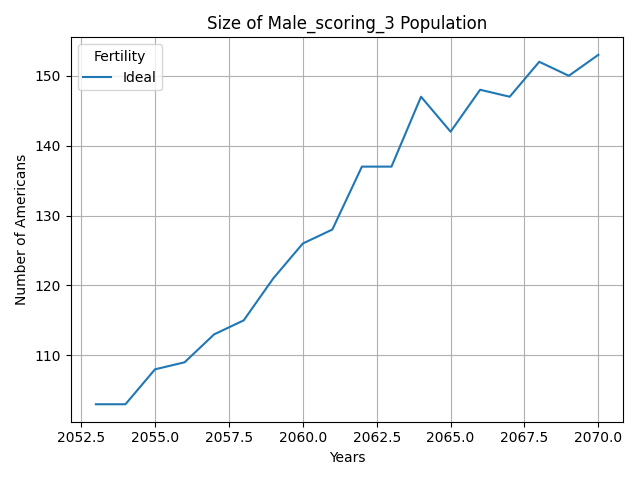 Size of Male_scoring_3 Population
Fertility
Ideal
Number of Americans
150
140
130
120
110
2052.5 2055.0 2057.5 2060.0 2062.5 2065.0 2067.5 2070.0
Years